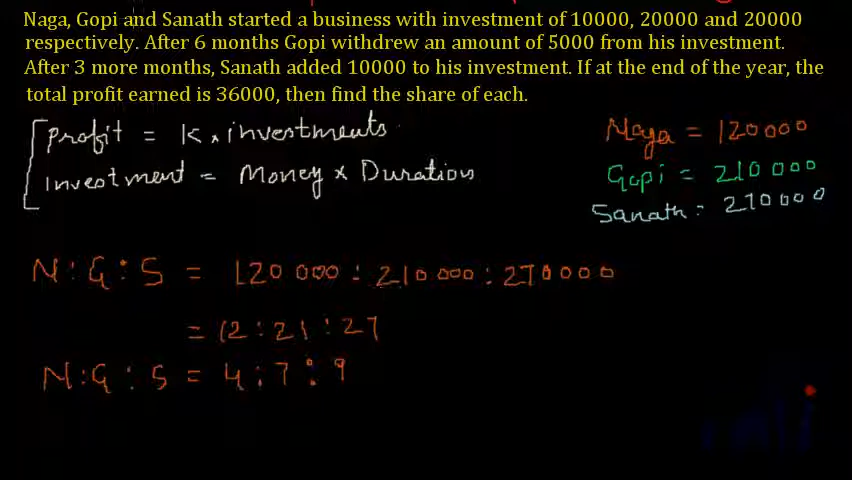 Naga, Gopi and Sanath started a business with investment of 10000, 20000 and 20000
respectively. After 6 months Gopi withdrew an amount of 5000 from his investment.
After 3 more months, Sanath added 10000 to his investment. If at the end of the year, the
total profit earned is 36000, then find the share of each.
Profit = K × investments
Investment = Money × Duration
Naga = 120000
Gopi = 210000
Sanath = 270000
N : G : S = 120000 : 210000 : 270000
= 12 : 21 : 27
N : G : S = 4 : 7 : 9